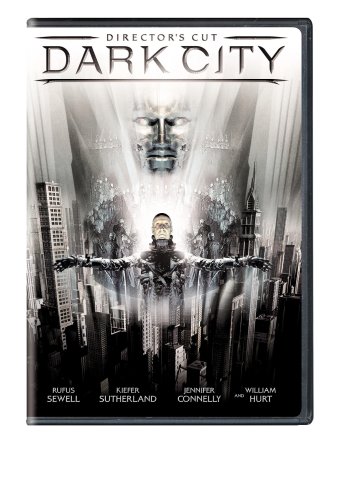 DIRECTOR'S CUT
DARK CITY
RUFUS SEWELL
KIEFER SUTHERLAND
JENNIFER CONNELLY
AND WILLIAM HURT